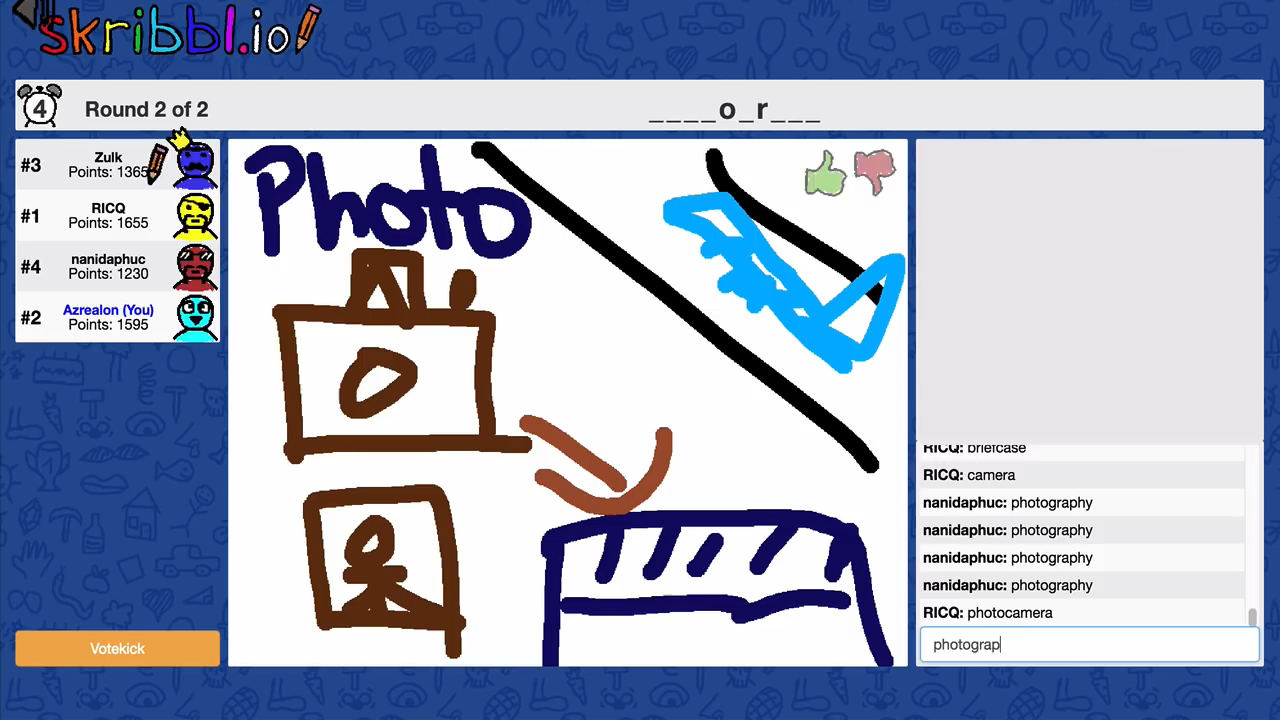 skribbl.io
4
Round 2 of 2
____o_r___
#3
Zulk
Points: 1365
#1
RICQ
Points: 1655
#4
nanidaphuc
Points: 1230
#2
Azrealon (You)
Points: 1595
Votekick
Photo
RICQ: briefcase
RICQ: camera
nanidaphuc: photography
nanidaphuc: photography
nanidaphuc: photography
nanidaphuc: photography
RICQ: photocamera
photograp